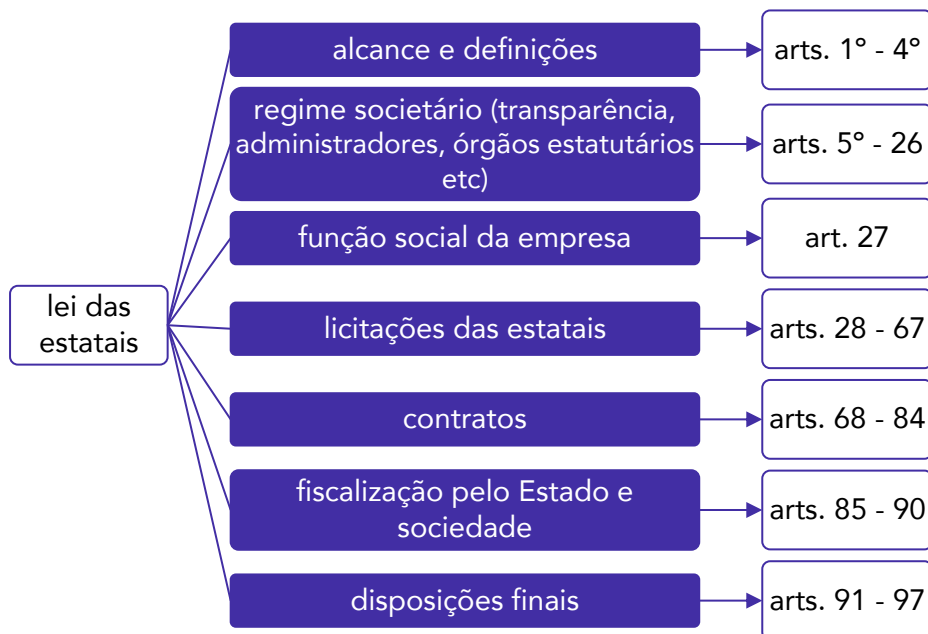 alcance e definições
arts. 1° - 4°
regime societário (transparência,
administradores, órgãos estatutários
etc)
arts. 5° - 26
função social da empresa
art. 27
lei das
estatais
licitações das estatais
arts. 28 - 67
contratos
arts. 68 - 84
fiscalização pelo Estado e
sociedade
arts. 85 - 90
disposições finais
arts. 91 - 97